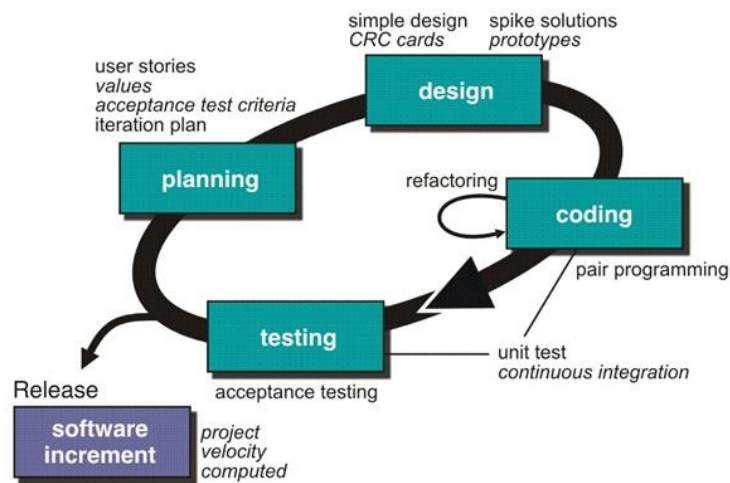 simple design
CRC cards
spike solutions
prototypes
design
user stories
values
acceptance test criteria
iteration plan
planning
refactoring
coding
pair programming
testing
acceptance testing
unit test
continuous integration
Release
software
increment
project
velocity
computed